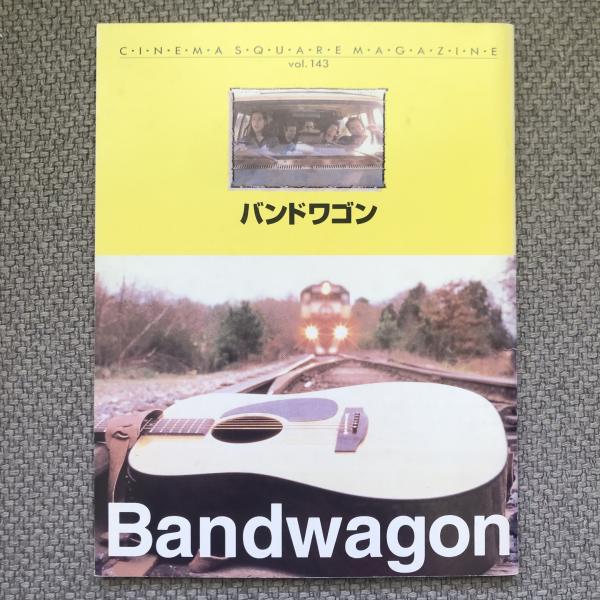 C·I·N·E·M·A S·Q·U·A·R·E M·A·G·A·Z·I·N·E
vol.143
バンドワゴン
Bandwagon